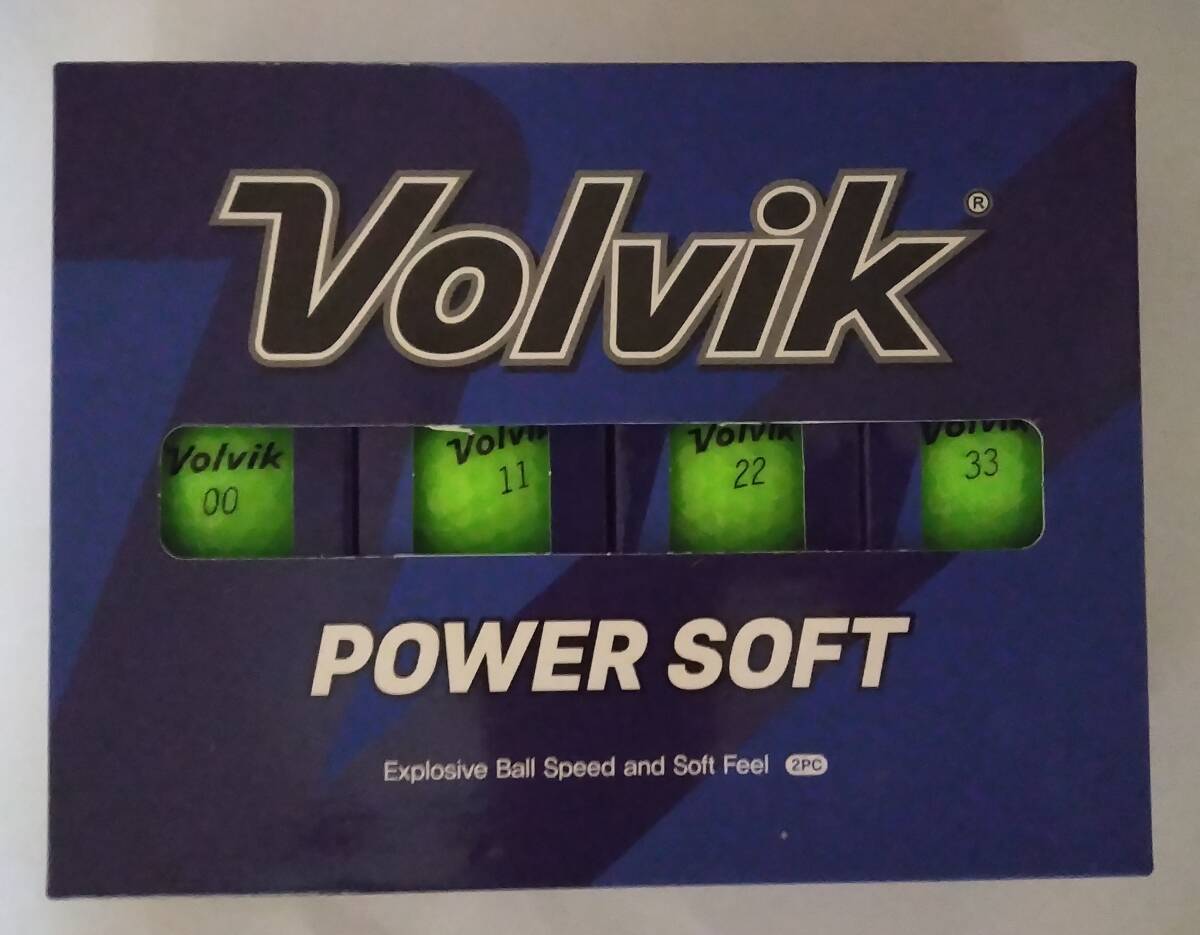 Volvik®
Volvik Volvik Volvik Volvik
00 11 22 33
POWER SOFT
Explosive Ball Speed and Soft Feel 2PC